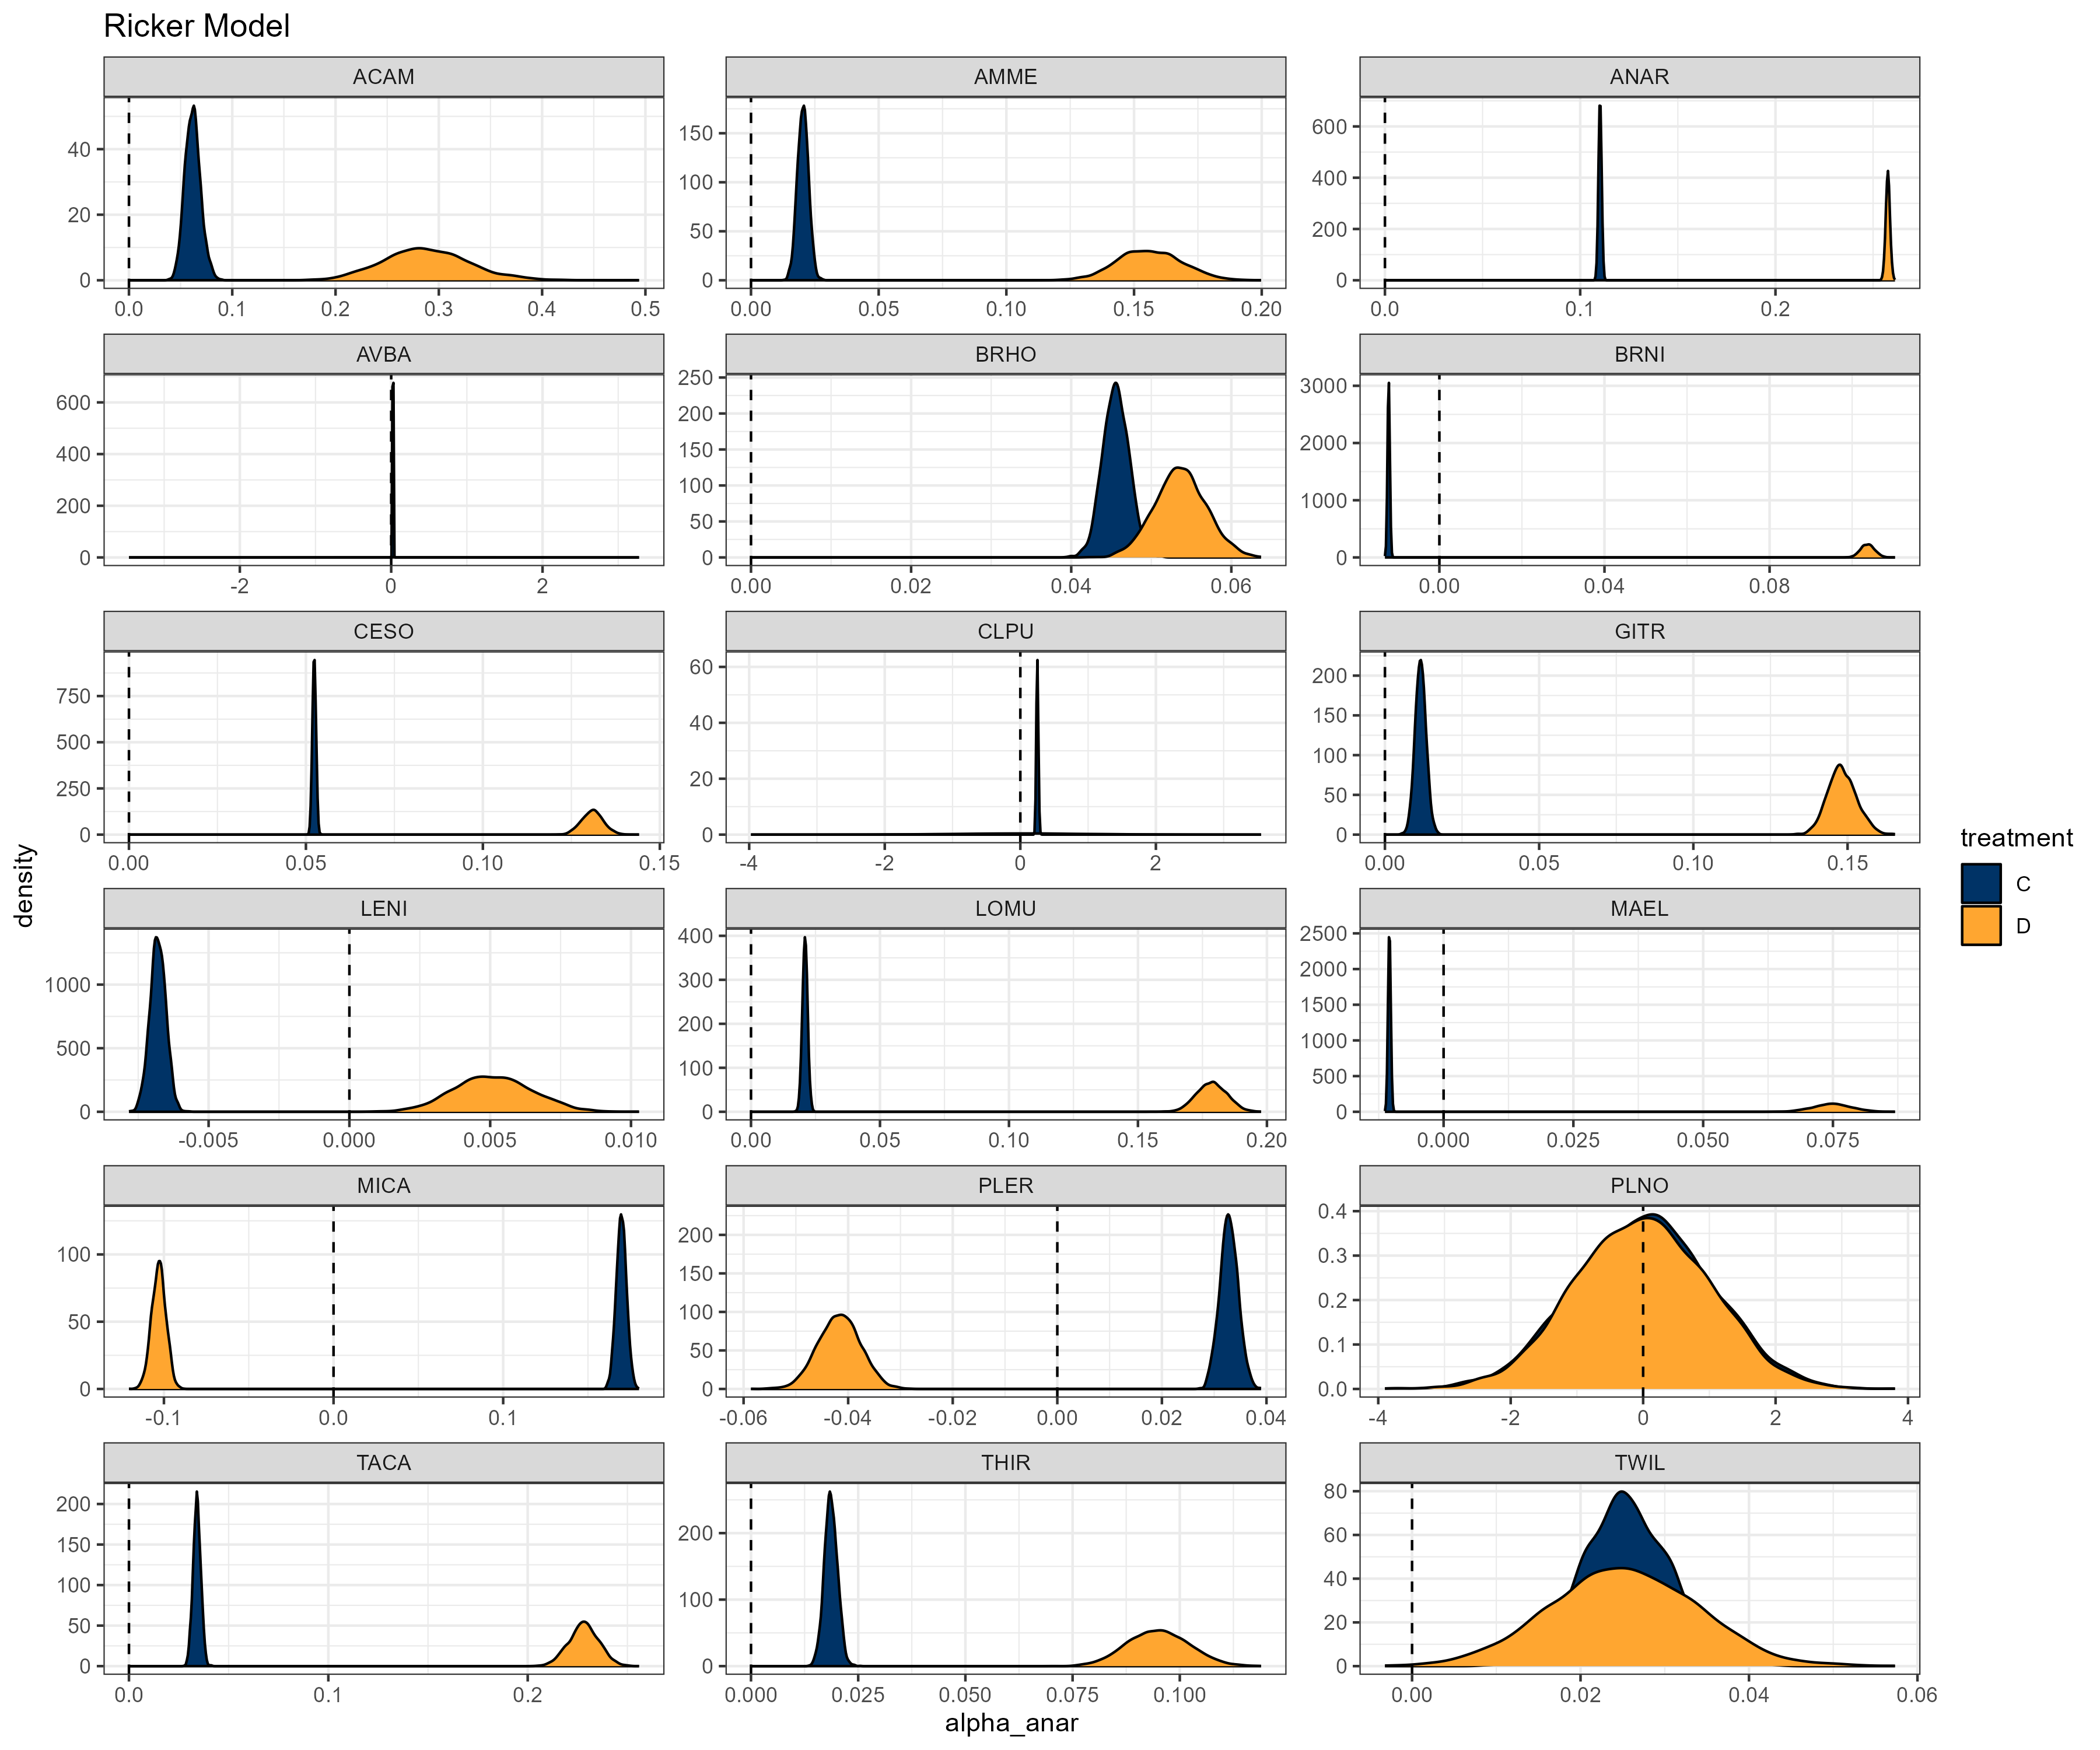 Ricker Model
ACAM AMME ANAR
40 20 0
150 100 50 0
600 400 200 0
0.0 0.1 0.2 0.3 0.4 0.5
0.00 0.05 0.10 0.15 0.20
0.0 0.1 0.2
AVBA BRHO BRNI
600 400 200 0
250 200 150 100 50 0
3000 2000 1000 0
-2 0 2
0.00 0.02 0.04 0.06
0.00 0.04 0.08
CESO CLPU GITR
750 500 250 0
60 40 20 0
200 150 100 50 0
0.00 0.05 0.10 0.15
-4 -2 0 2
0.00 0.05 0.10 0.15
density
treatment
C
D
LENI LOMU MAEL
1000 500 0
400 300 200 100 0
2500 2000 1500 1000 500 0
-0.005 0.000 0.005 0.010
0.00 0.05 0.10 0.15 0.20
0.000 0.025 0.050 0.075
MICA PLER PLNO
100 50 0
200 150 100 50 0
0.4 0.3 0.2 0.1 0.0
-0.1 0.0 0.1
-0.06 -0.04 -0.02 0.00 0.02 0.04
-4 -2 0 2 4
TACA THIR TWIL
200 150 100 50 0
200 100 0
80 60 40 20 0
0.0 0.1 0.2
0.000 0.025 0.050 0.075 0.100
0.00 0.02 0.04 0.06
alpha_anar